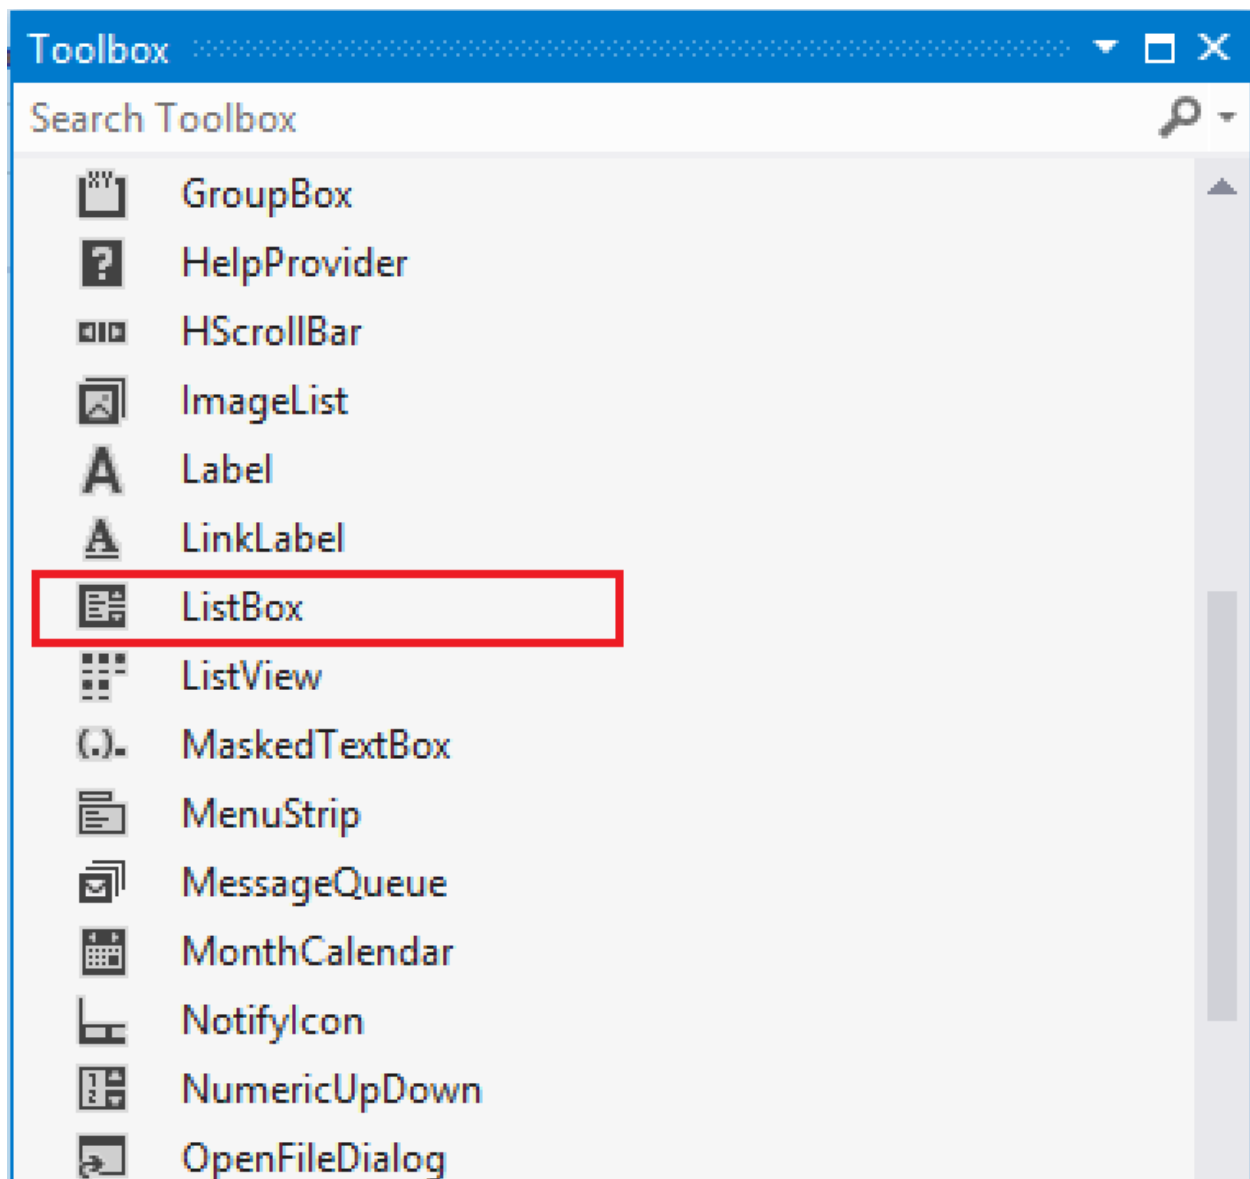 Toolbox
Search Toolbox
GroupBox
HelpProvider
HScrollBar
ImageList
Label
LinkLabel
ListBox
ListView
MaskedTextBox
MenuStrip
MessageQueue
MonthCalendar
NotifyIcon
NumericUpDown
OpenFileDialog